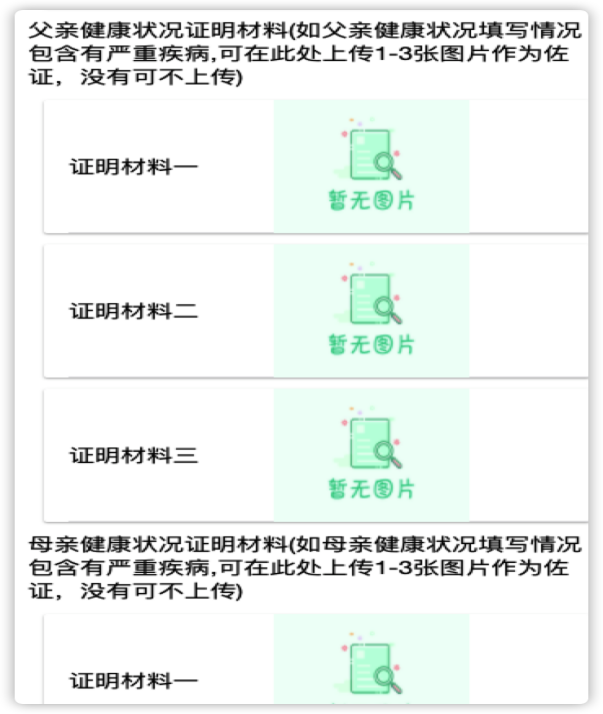 父亲健康状况证明材料(如父亲健康状况填写情况
包含有严重疾病,可在此处上传1-3张图片作为佐
证，没有可不上传)
证明材料一
暂无图片
证明材料二
暂无图片
证明材料三
暂无图片
母亲健康状况证明材料(如母亲健康状况填写情况
包含有严重疾病,可在此处上传1-3张图片作为佐
证，没有可不上传)
证明材料一